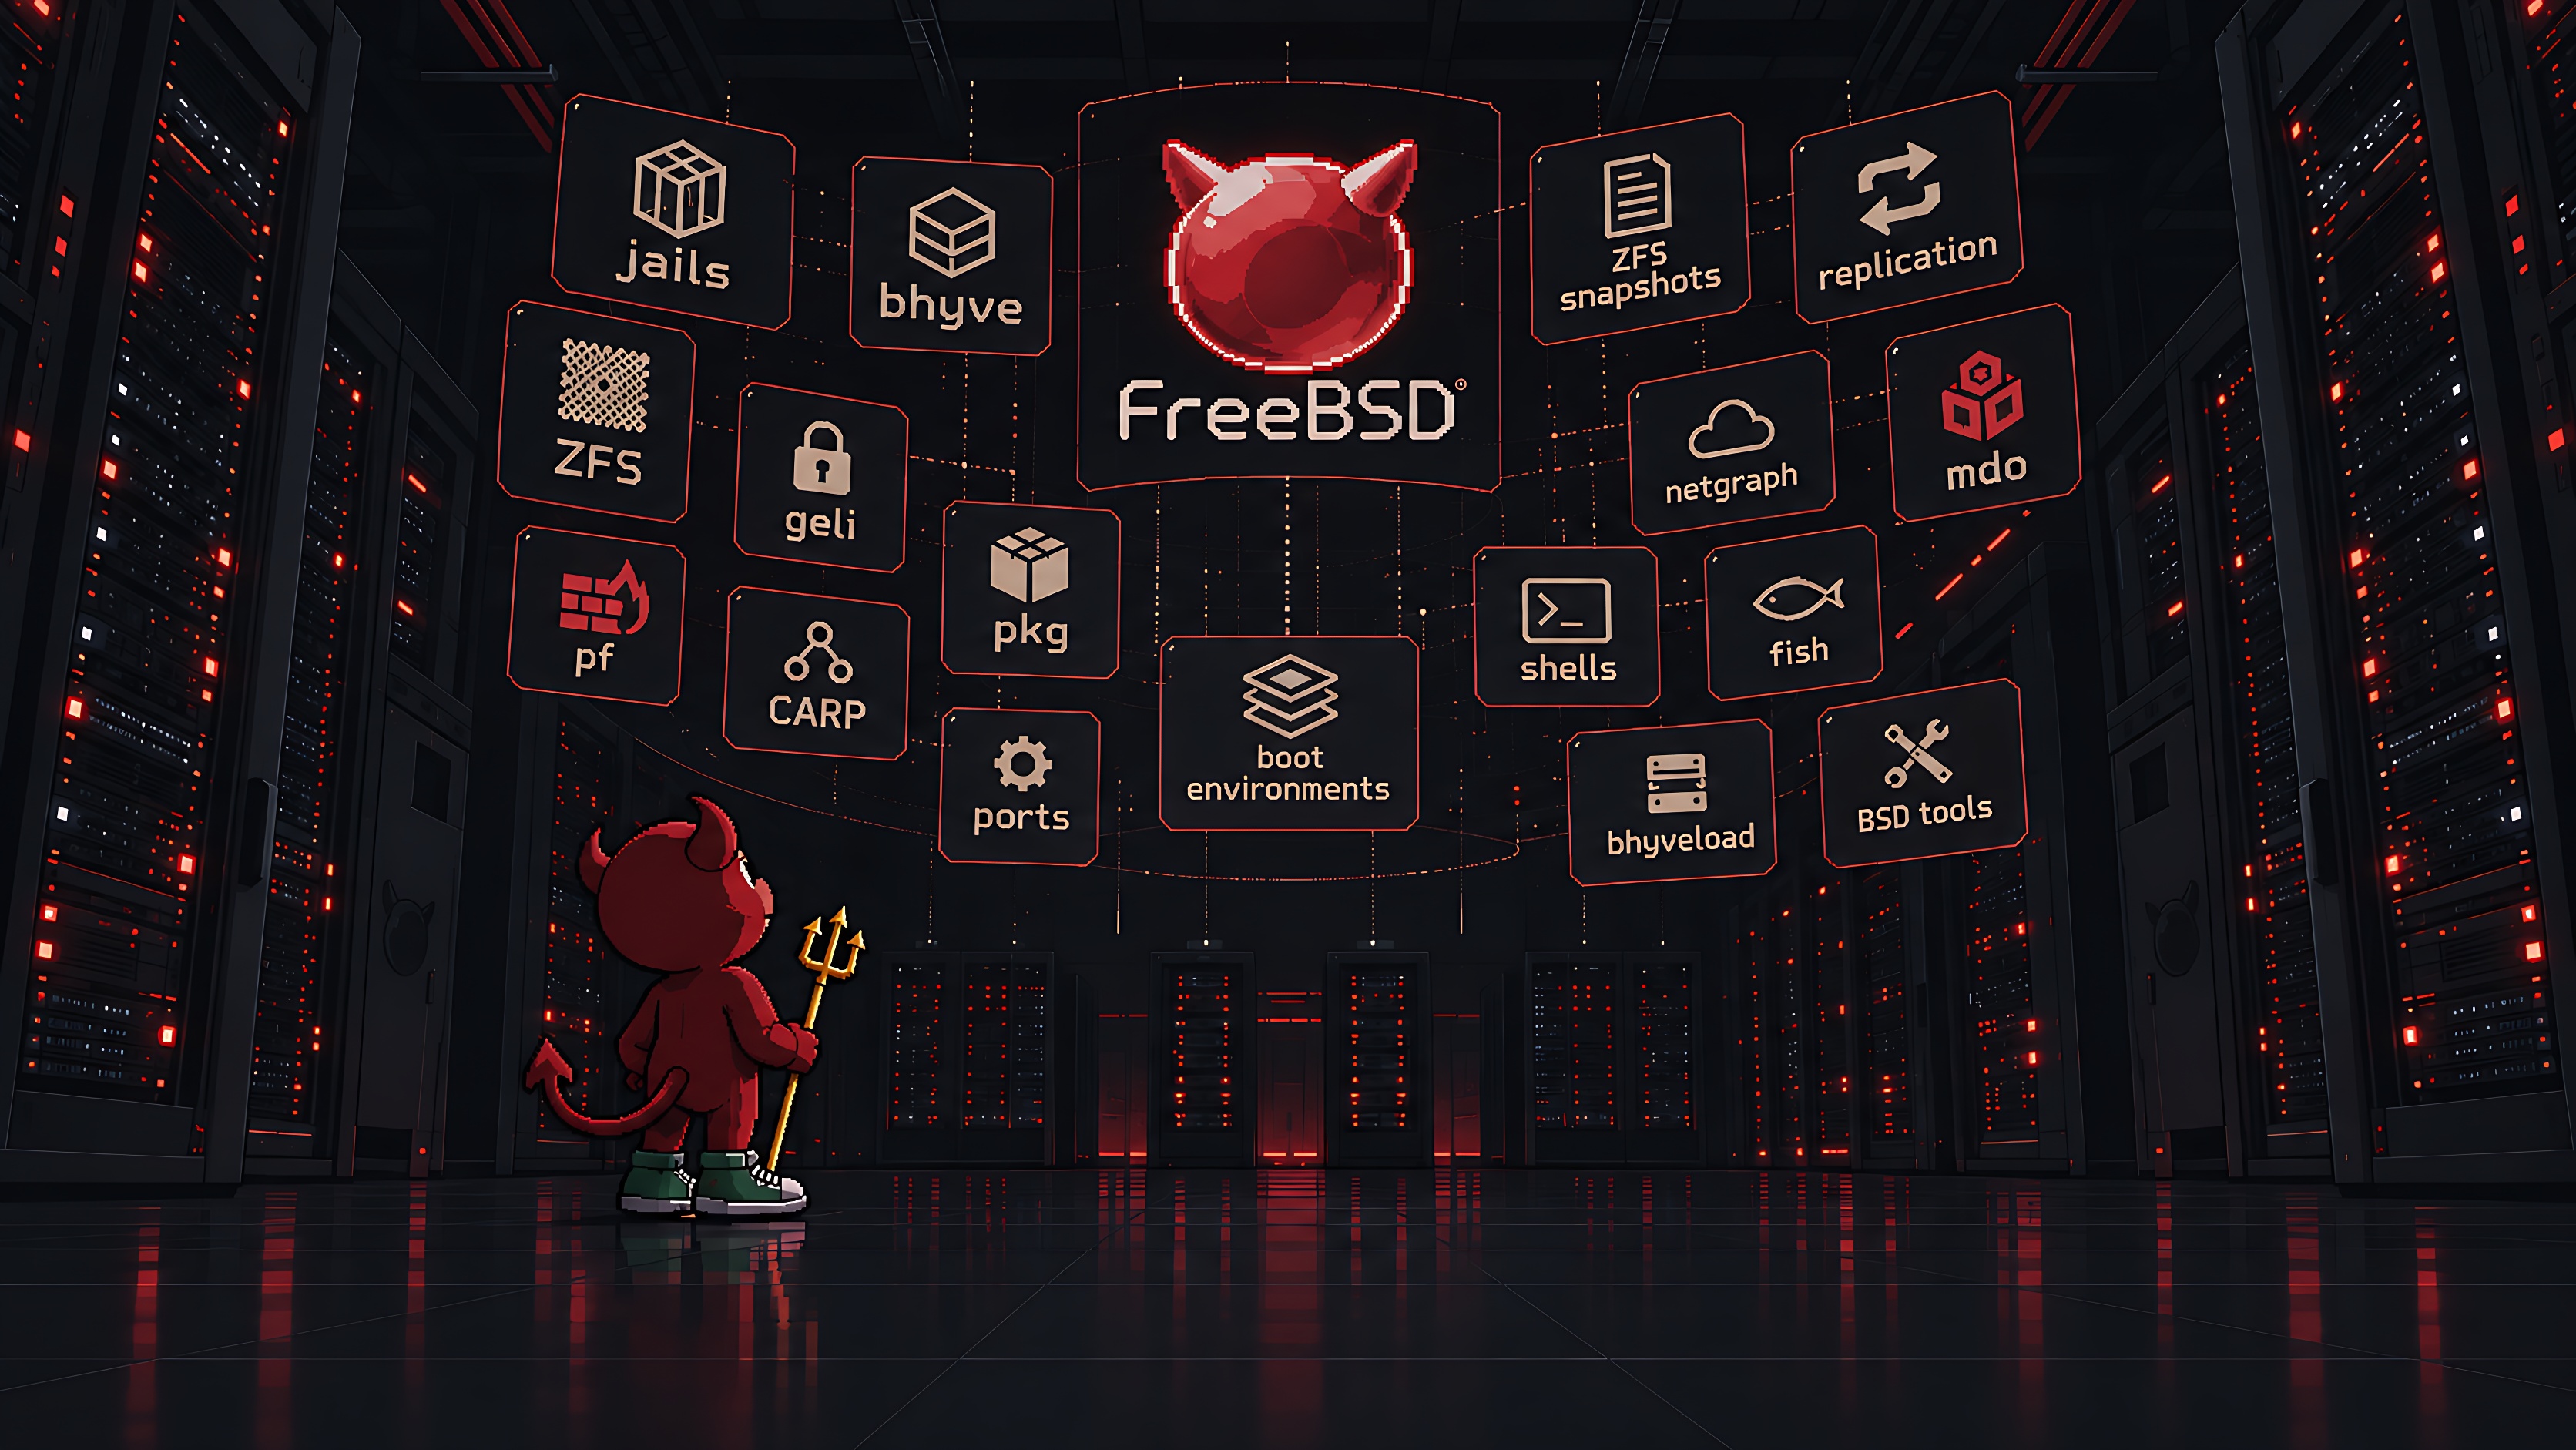 jails
bhyve
FreeBSD®
ZFS
snapshots
replication
ZFS
geli
netgraph
mdo
pf
CARP
pkg
shells
fish
ports
boot
environments
bhyveload
BSD tools